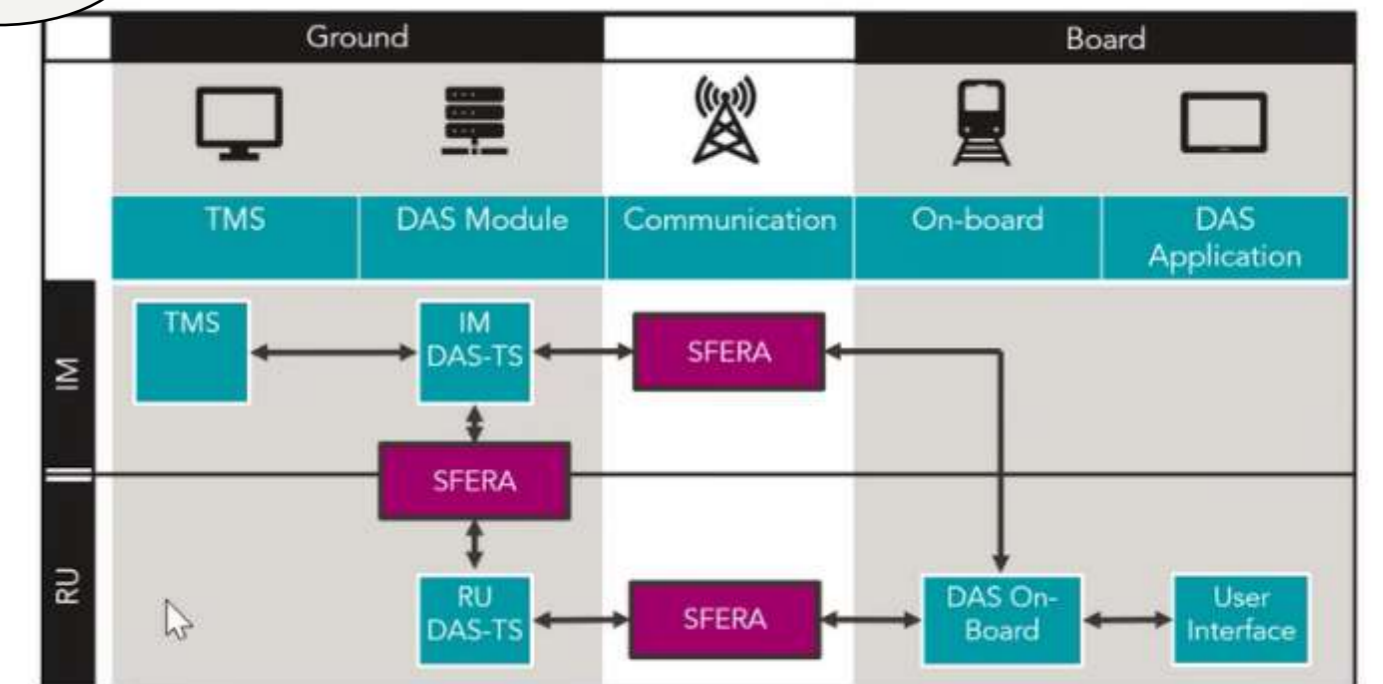 Ground
Board
TMS
DAS Module
Communication
On-board
DAS
Application
IM
TMS
IM
DAS-TS
SFERA
SFERA
RU
RU
DAS-TS
SFERA
DAS On-
Board
User
Interface